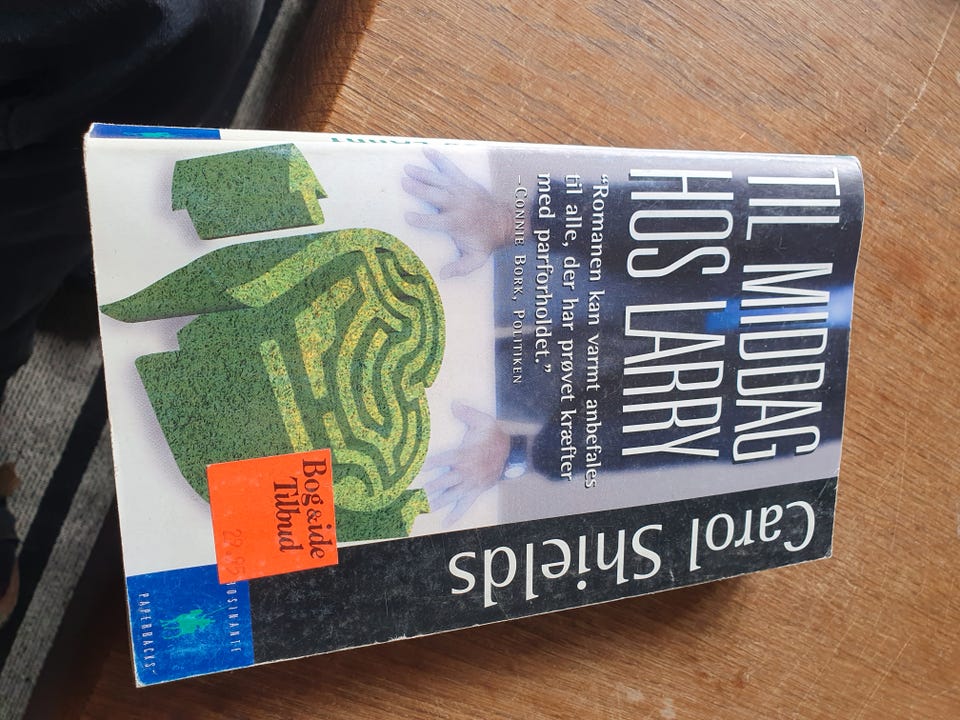 TIL MIDDAG
HOS LARRY
“Romanen kan varmt anbefales
til alle, der har prøvet kræfter
med parforholdet.”
–CONNIE BORK, POLITIKEN
Carol Shields
Bog & ide
Tilbud
PAPERBACKS